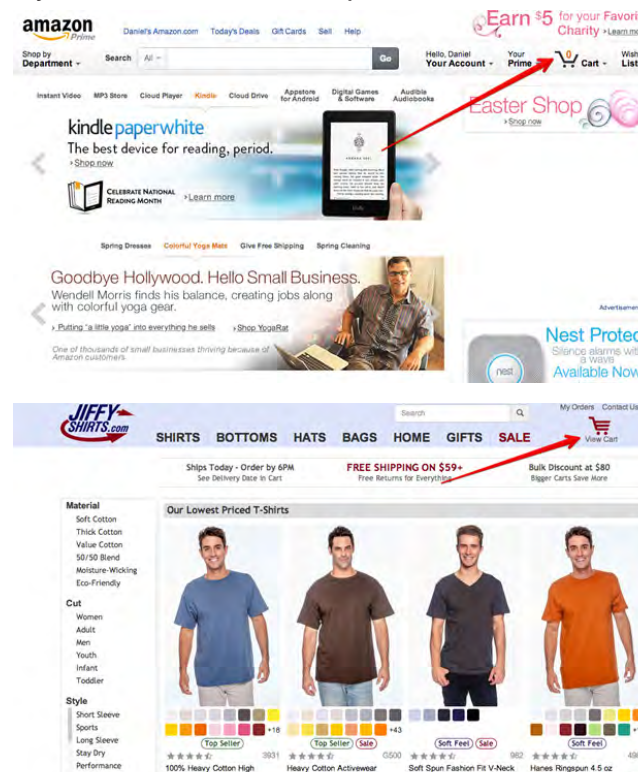 amazon
Prime
Daniel's Amazon.com Today's Deals Gift Cards Sell Help
Earn $5 for your Favori
Charity ›Learn mo
Shop by
Department
Search All
Go
Hello, Daniel
Your Account
Your
Prime
0
Cart
Wish
List
Instant Video MP3 Store Cloud Player Kindle Cloud Drive Appstore for Android Digital Games & Software Audible Audiobooks
Easter Shop
›Shop now
kindle paperwhite
The best device for reading, period.
›Shop now
CELEBRATE NATIONAL
READING MONTH
›Learn more
Spring Dresses Colorful Yoga Mats Give Free Shipping Spring Cleaning
Goodbye Hollywood. Hello Small Business.
Wendell Morris finds his balance, creating jobs along
with colorful yoga gear.
› Putting "a little yoga" into everything he sells ›Shop YogaRat
One of thousands of small businesses thriving because of
Amazon customers
Advertisemen
Nest Protec
Silence alarms with
a wave
Available Now
nest
JIFFY
SHIRTS.com
Search
My Orders Contact Us
View Cart
SHIRTS BOTTOMS HATS BAGS HOME GIFTS SALE
Ships Today - Order by 6PM
See Delivery Date in Cart
FREE SHIPPING ON $59+
Free Returns for Everything
Bulk Discount at $80
Bigger Carts Save More
Material
Soft Cotton
Thick Cotton
Value Cotton
50/50 Blend
Moisture-Wicking
Eco-Friendly
Cut
Women
Adult
Men
Youth
Infant
Toddler
Style
Short Sleeve
Sports
Long Sleeve
Stay Dry
Performance
Our Lowest Priced T-Shirts
+18
+43
Top Seller
Top Seller Sale
Soft Feel Sale
Soft Feel
3931
G500
982
100% Heavy Cotton High
Heavy Cotton Activewear
Soft Spun Fashion Fit V-Neck
Hanes Ringspun 4.5 oz